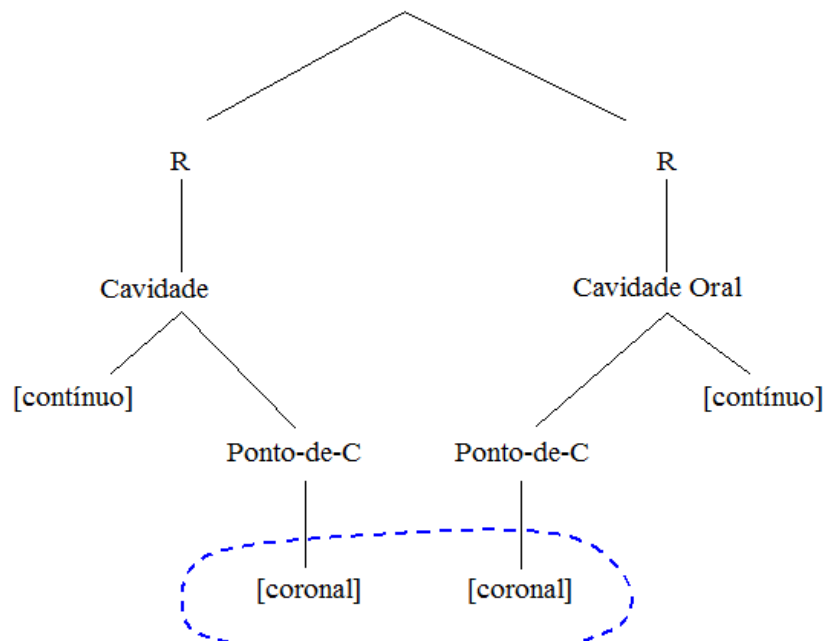 R R
Cavidade Cavidade Oral
[contínuo] [contínuo]
Ponto-de-C Ponto-de-C
[coronal] [coronal]